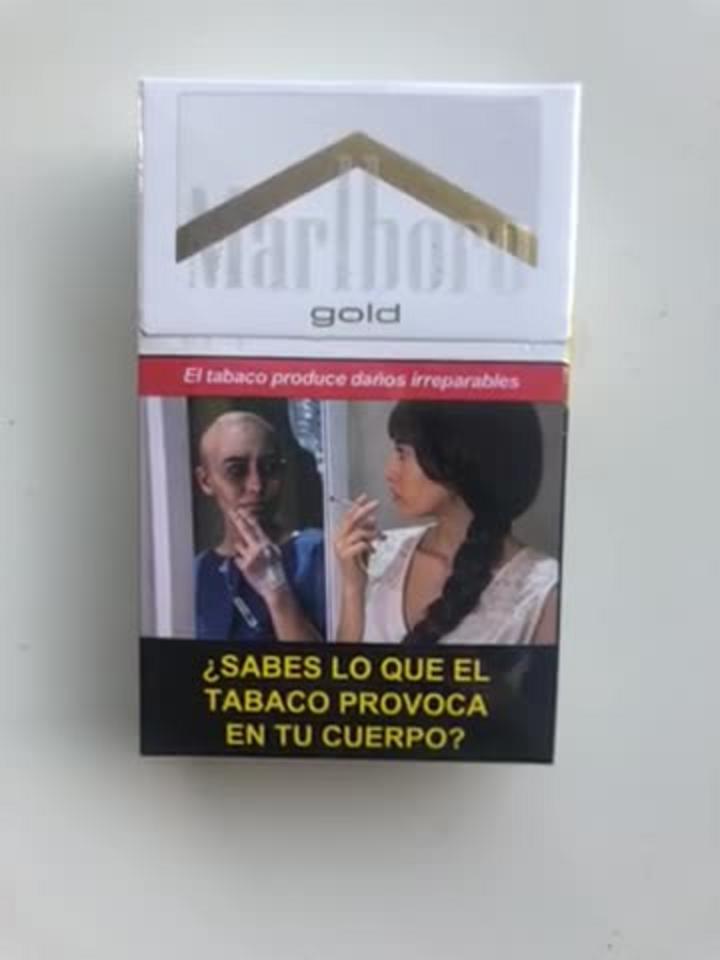 Marlboro
gold
El tabaco produce daños irreparables
¿SABES LO QUE EL
TABACO PROVOCA
EN TU CUERPO?